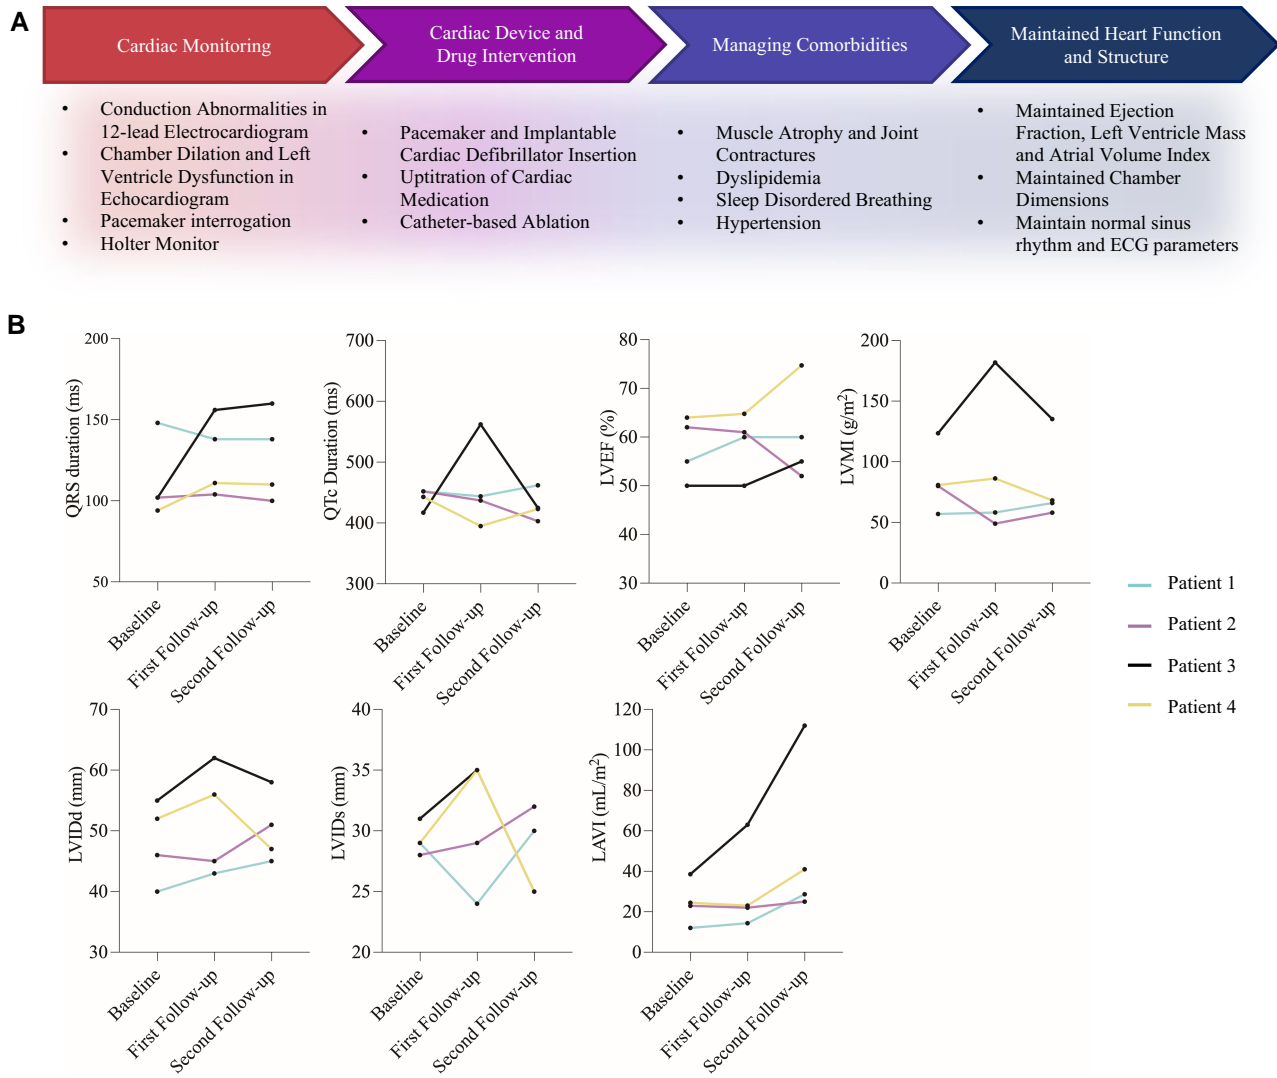 A
Cardiac Monitoring
Cardiac Device and
Drug Intervention
Managing Comorbidities
Maintained Heart Function
and Structure
• Conduction Abnormalities in
12-lead Electrocardiogram
• Chamber Dilation and Left
Ventricle Dysfunction in
Echocardiogram
• Pacemaker interrogation
• Holter Monitor
• Pacemaker and Implantable
Cardiac Defibrillator Insertion
• Uptitration of Cardiac
Medication
• Catheter-based Ablation
• Muscle Atrophy and Joint
Contractures
• Dyslipidemia
• Sleep Disordered Breathing
• Hypertension
• Maintained Ejection
Fraction, Left Ventricle Mass
and Atrial Volume Index
• Maintained Chamber
Dimensions
• Maintain normal sinus
rhythm and ECG parameters
B
QRS duration (ms)
200
150
100
50
Baseline
First Follow-up
Second Follow-up
QTc Duration (ms)
700
600
500
400
300
Baseline
First Follow-up
Second Follow-up
LVEF (%)
80
70
60
50
40
30
Baseline
First Follow-up
Second Follow-up
LVMI (g/m²)
200
150
100
50
0
Baseline
First Follow-up
Second Follow-up
Patient 1
Patient 2
Patient 3
Patient 4
LVIDd (mm)
70
60
50
40
30
Baseline
First Follow-up
Second Follow-up
LVIDs (mm)
40
35
30
25
20
Baseline
First Follow-up
Second Follow-up
LAVI (mL/m²)
120
100
80
60
40
20
0
Baseline
First Follow-up
Second Follow-up